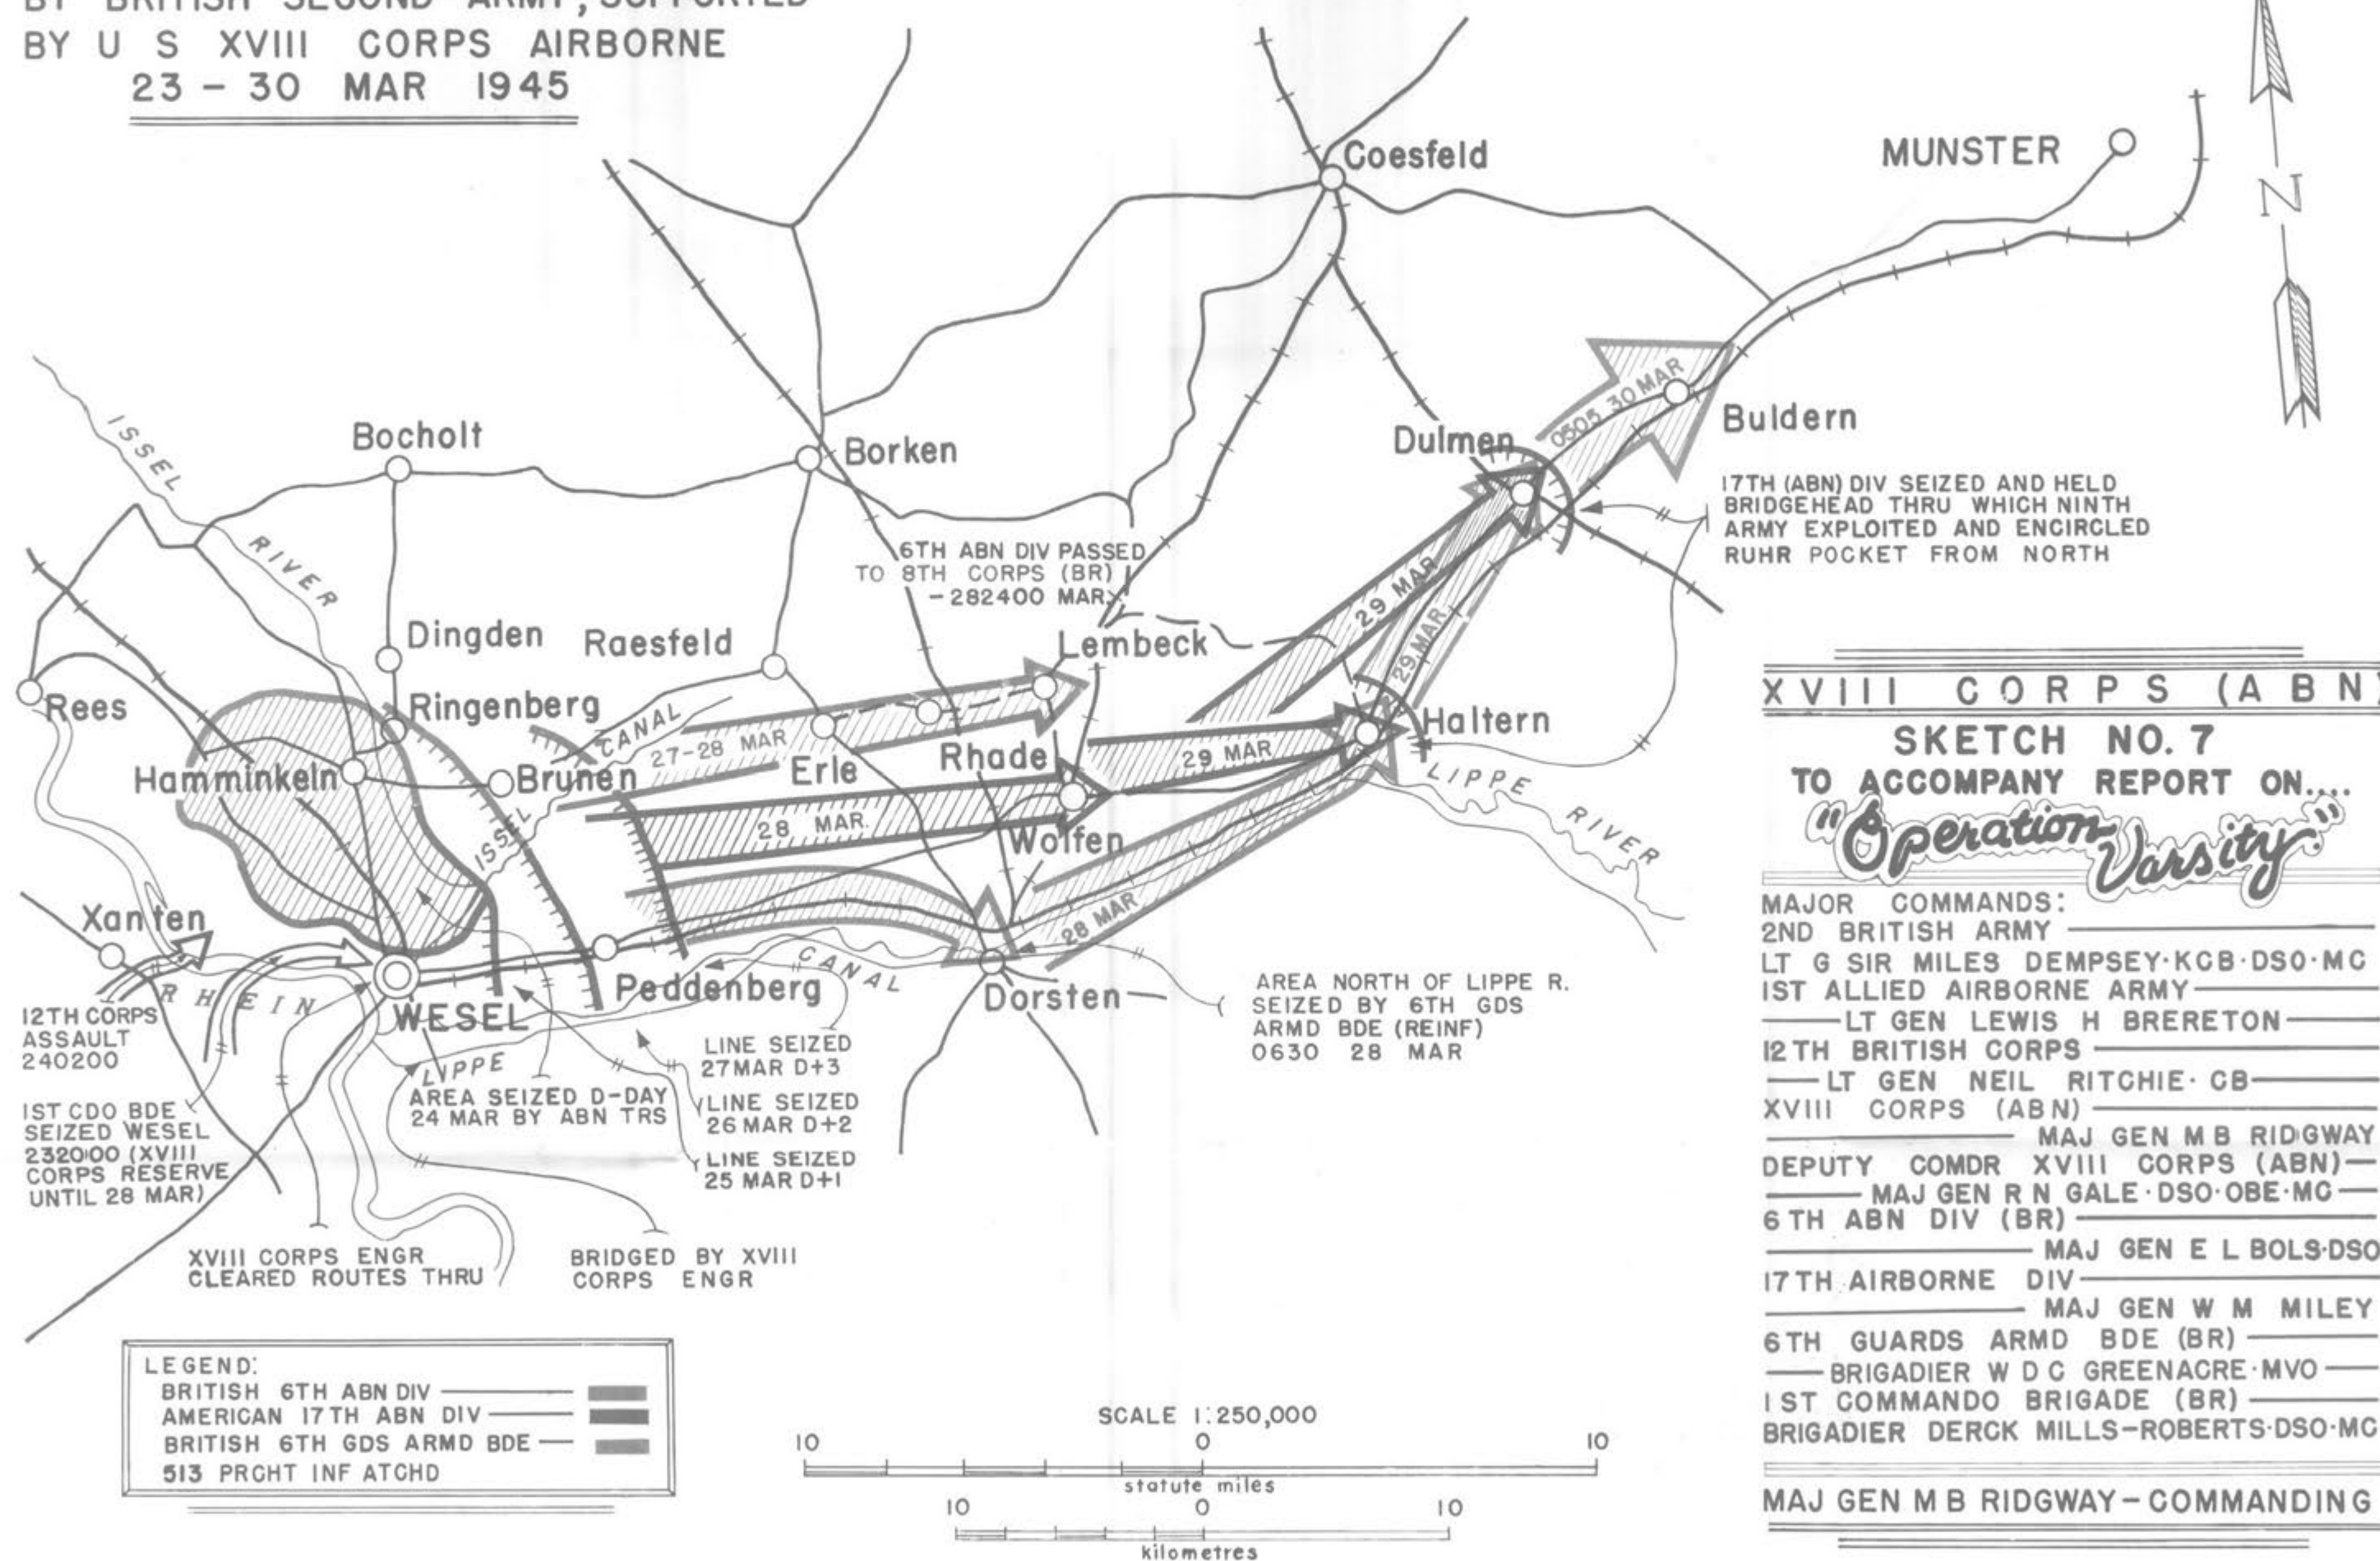 BY BRITISH SECOND ARMY, SUPPORTED
BY U S XVIII CORPS AIRBORNE
23 - 30 MAR 1945
Coesfeld
MUNSTER
N
ISSEL
RIVER
Bocholt
Borken
Dulmen
0505 30 MAR
Buldern
17TH (ABN) DIV SEIZED AND HELD
BRIDGEHEAD THRU WHICH NINTH
ARMY EXPLOITED AND ENCIRCLED
RUHR POCKET FROM NORTH
6TH ABN DIV PASSED
TO 8TH CORPS (BR)
-282400 MAR.
29 MAR
29 MAR
Dingden
Raesfeld
Lembeck
Rees
Ringenberg
CANAL
27-28 MAR
Haltern
Hamminkeln
Brunen
Erle
Rhade
29 MAR
LIPPE
RIVER
ISSEL
28 MAR.
Wolfen
Xanten
28 MAR
RHEIN
WESEL
Peddenberg
CANAL
Dorsten
12TH CORPS
ASSAULT
240200
LIPPE
AREA SEIZED D-DAY
24 MAR BY ABN TRS
LINE SEIZED
27MAR D+3
LINE SEIZED
26 MAR D+2
LINE SEIZED
25 MAR D+1
AREA NORTH OF LIPPE R.
SEIZED BY 6TH GDS
ARMD BDE (REINF)
0630 28 MAR
1ST CDO BDE
SEIZED WESEL
232000 (XVIII
CORPS RESERVE
UNTIL 28 MAR)
XVIII CORPS ENGR
CLEARED ROUTES THRU
BRIDGED BY XVIII
CORPS ENGR
LEGEND:
BRITISH 6TH ABN DIV
AMERICAN 17TH ABN DIV
BRITISH 6TH GDS ARMD BDE
513 PRCHT INF ATCHD
SCALE 1:250,000
10 0 10
statute miles
10 0 10
kilometres
XVIII CORPS (ABN)
SKETCH NO. 7
TO ACCOMPANY REPORT ON....
"Operation Varsity."
MAJOR COMMANDS:
2ND BRITISH ARMY
LT G SIR MILES DEMPSEY·KCB·DSO·MC
1ST ALLIED AIRBORNE ARMY
LT GEN LEWIS H BRERETON
12TH BRITISH CORPS
LT GEN NEIL RITCHIE·CB
XVIII CORPS (ABN)
MAJ GEN M B RIDGWAY
DEPUTY COMDR XVIII CORPS (ABN)
MAJ GEN R N GALE·DSO·OBE·MC
6TH ABN DIV (BR)
MAJ GEN E L BOLS·DSO
17TH AIRBORNE DIV
MAJ GEN W M MILEY
6TH GUARDS ARMD BDE (BR)
BRIGADIER W D C GREENACRE·MVO
1ST COMMANDO BRIGADE (BR)
BRIGADIER DERCK MILLS-ROBERTS·DSO·MC
MAJ GEN M B RIDGWAY - COMMANDING